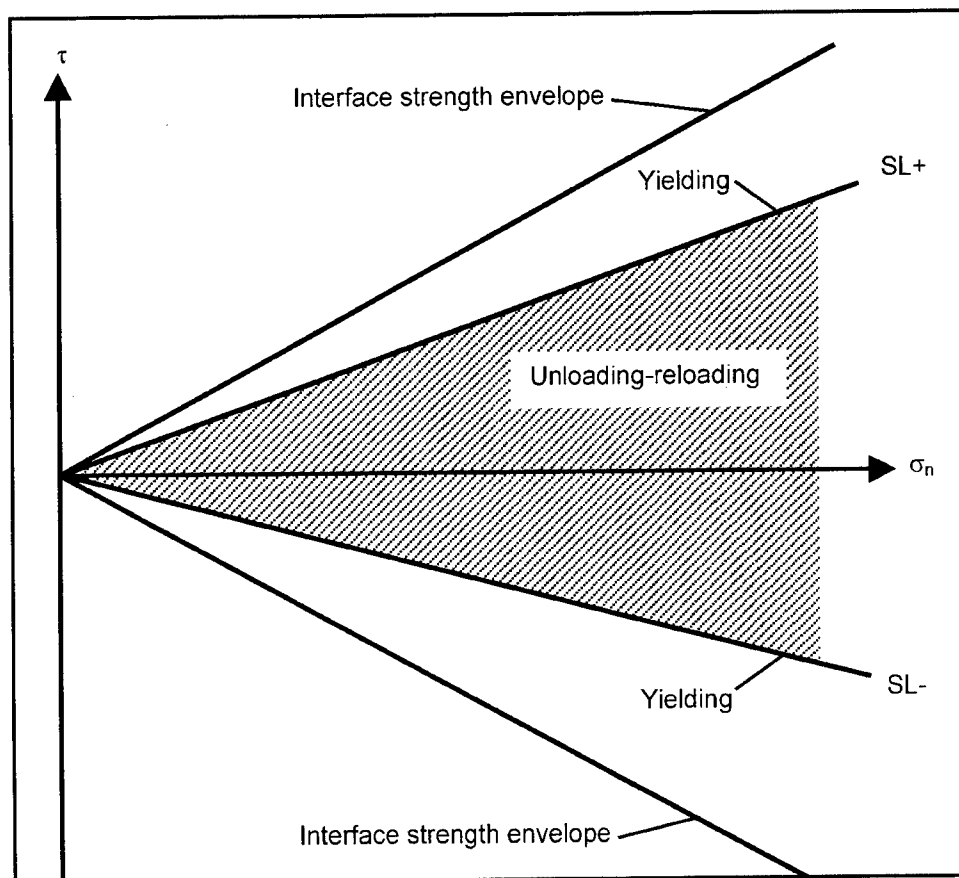 τ
Interface strength envelope
SL+
Yielding
Unloading-reloading
σn
SL-
Yielding
Interface strength envelope